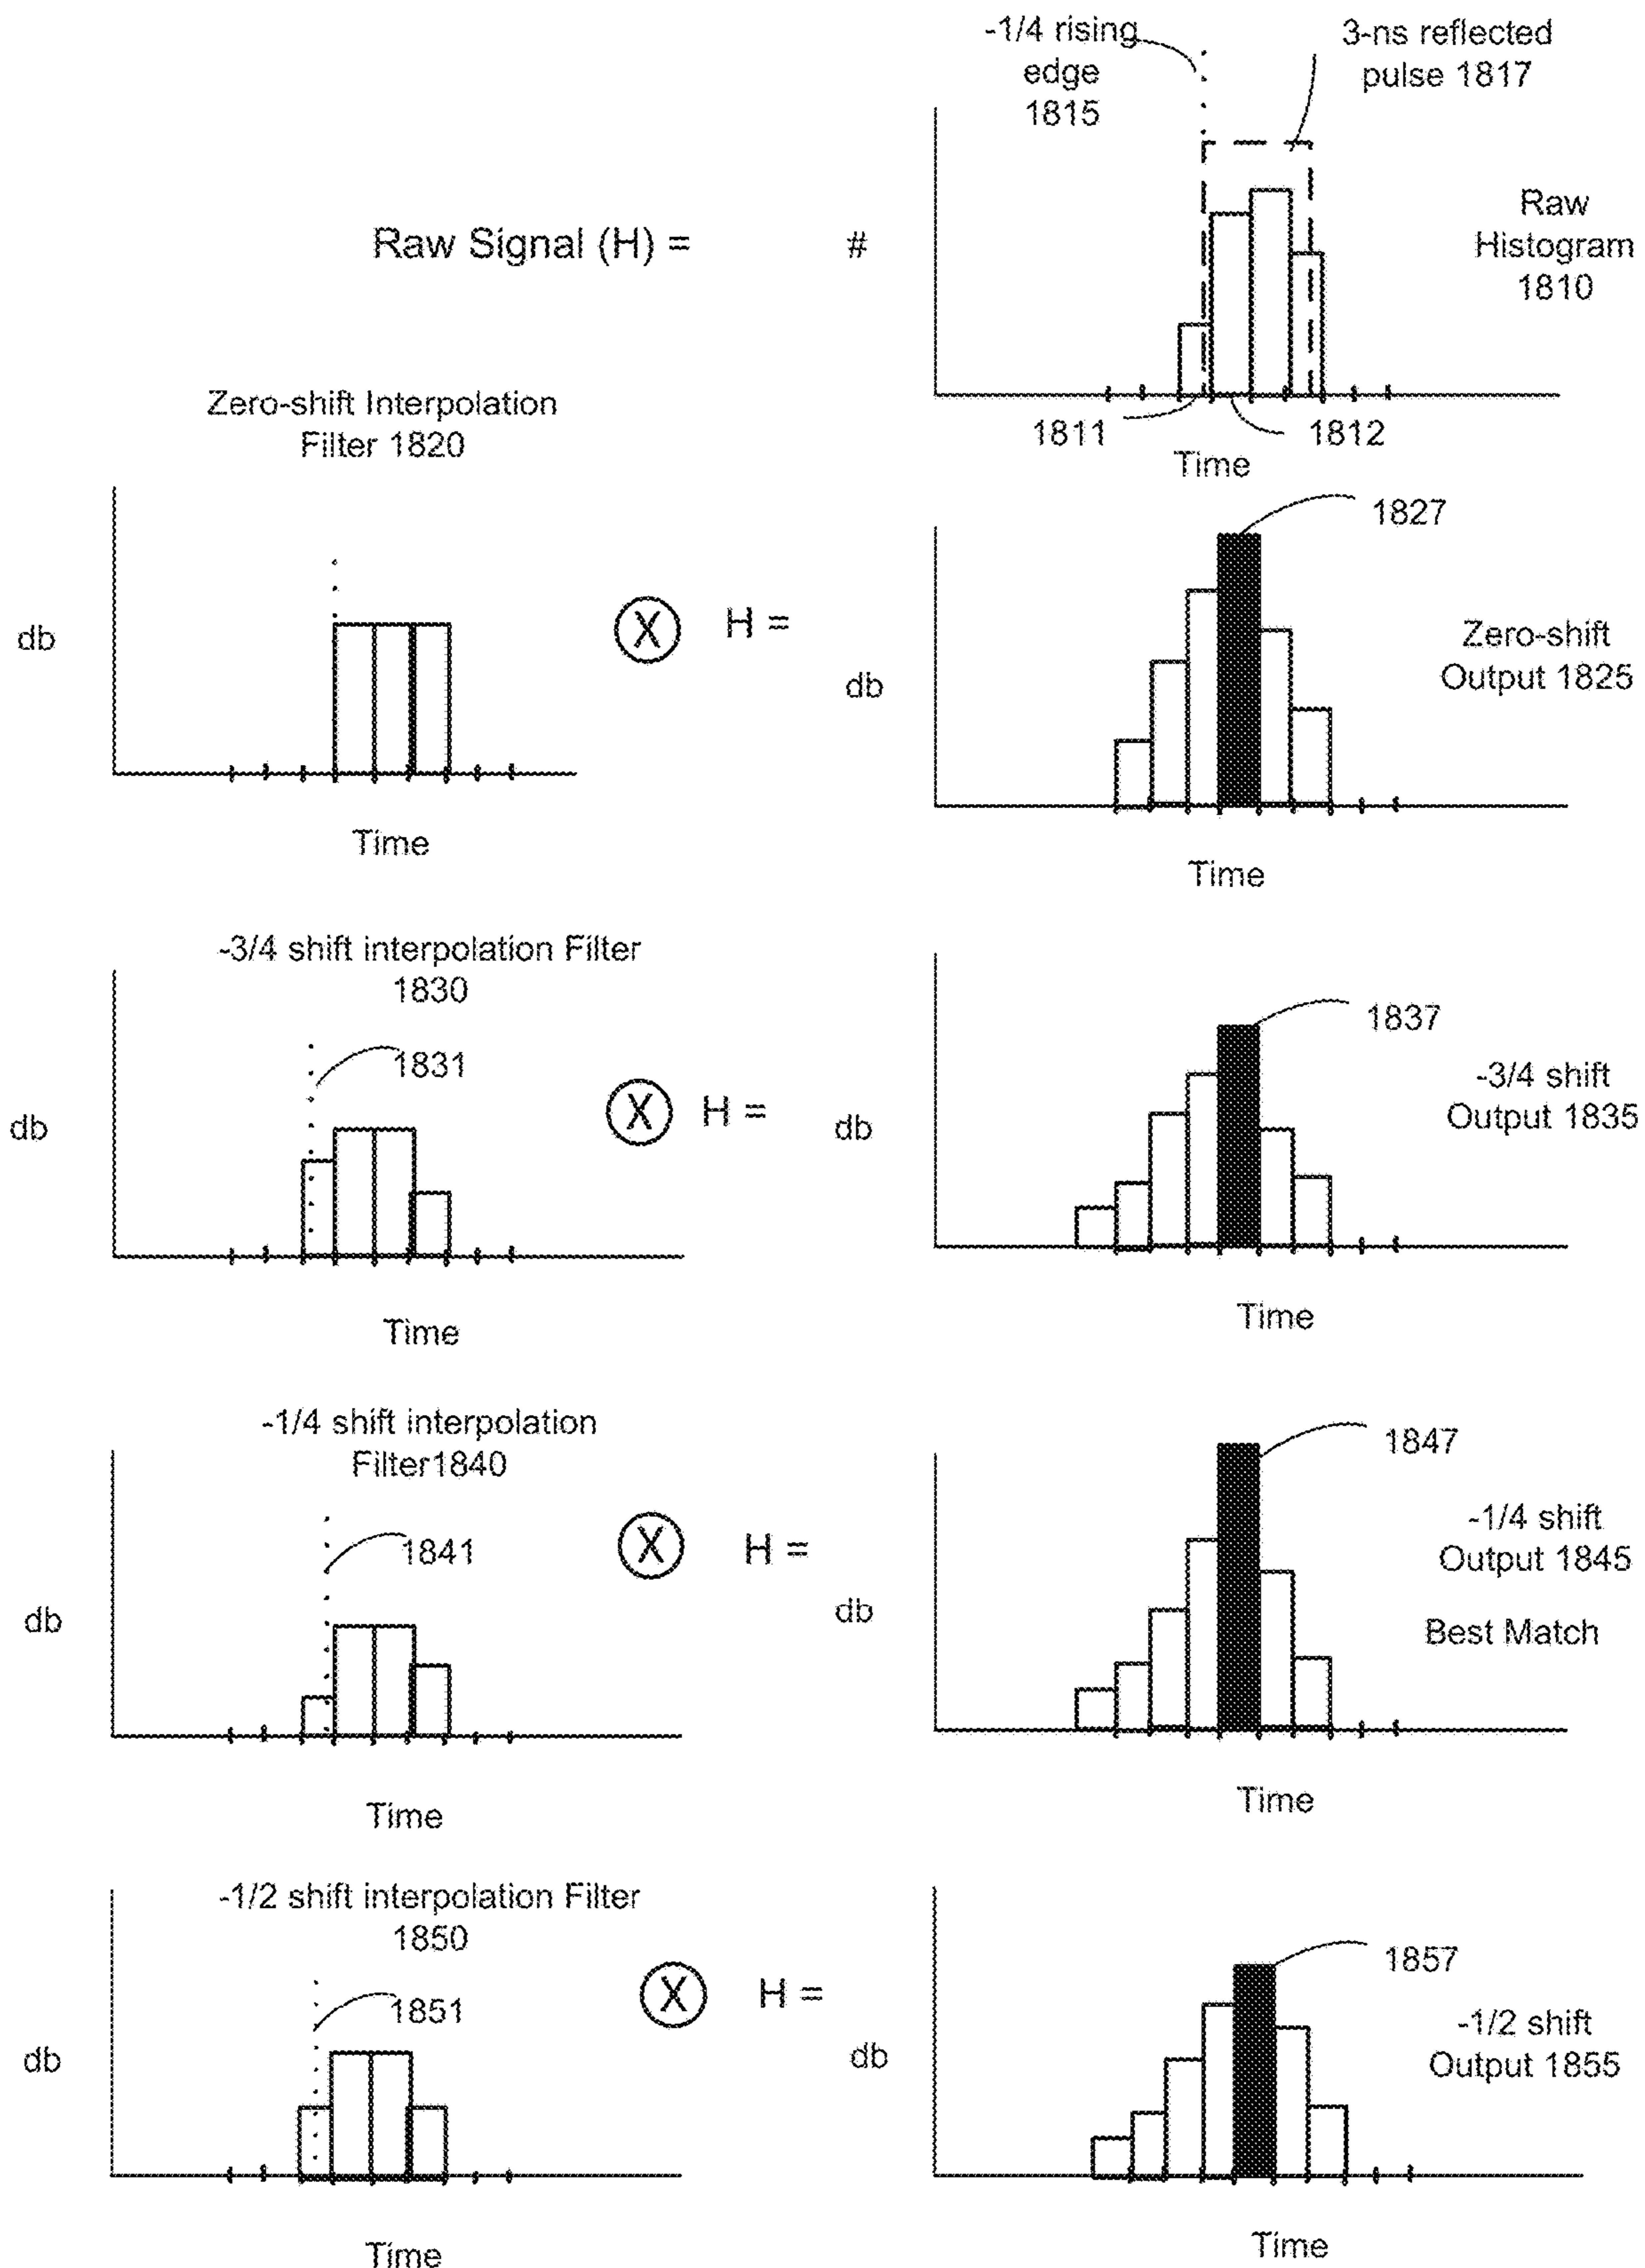 -1/4 rising
edge
1815
3-ns reflected
pulse 1817
Raw Signal (H) =
#
Raw
Histogram
1810
1811
1812
Time
Zero-shift Interpolation
Filter 1820
db
Time
X
H =
db
1827
Zero-shift
Output 1825
Time
-3/4 shift interpolation Filter
1830
1831
db
Time
X
H =
db
1837
-3/4 shift
Output 1835
Time
-1/4 shift interpolation
Filter1840
1841
db
Time
X
H =
db
1847
-1/4 shift
Output 1845
Best Match
Time
-1/2 shift interpolation Filter
1850
1851
db
Time
X
H =
db
1857
-1/2 shift
Output 1855
Time